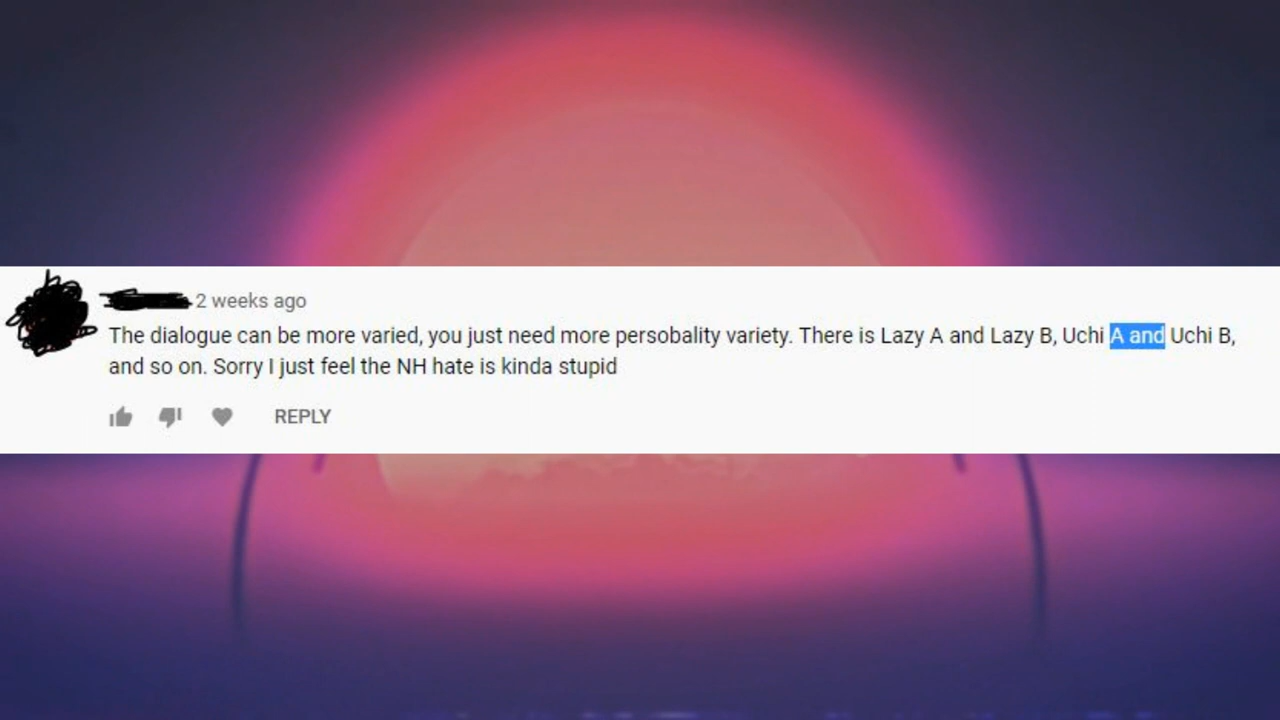 2 weeks ago
The dialogue can be more varied, you just need more persobality variety. There is Lazy A and Lazy B, Uchi A and Uchi B,
and so on. Sorry I just feel the NH hate is kinda stupid
REPLY